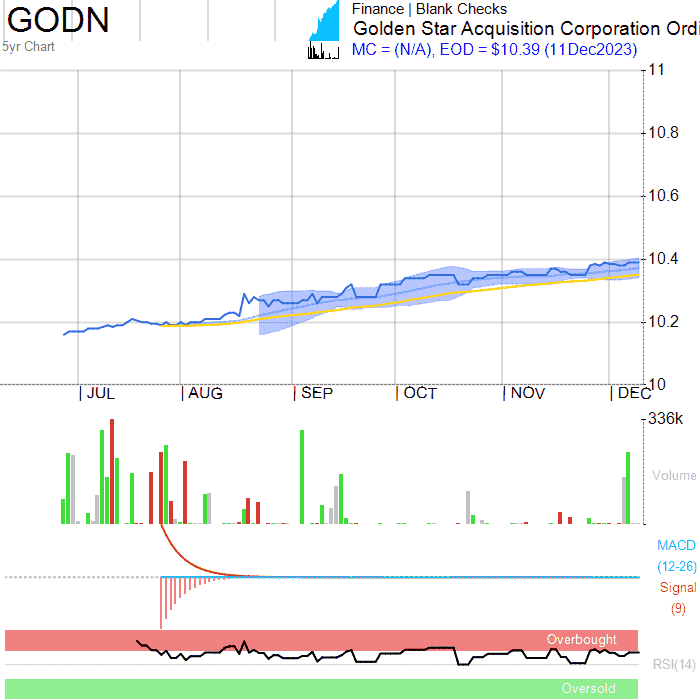 GODN
5yr Chart
Finance | Blank Checks
Golden Star Acquisition Corporation Ordi
MC = (N/A), EOD = $10.39 (11Dec2023)
11
10.8
10.6
10.4
10.2
10
JUL AUG SEP OCT NOV DEC
336k
Volume
MACD
(12-26)
Signal
(9)
Overbought
RSI(14)
Oversold